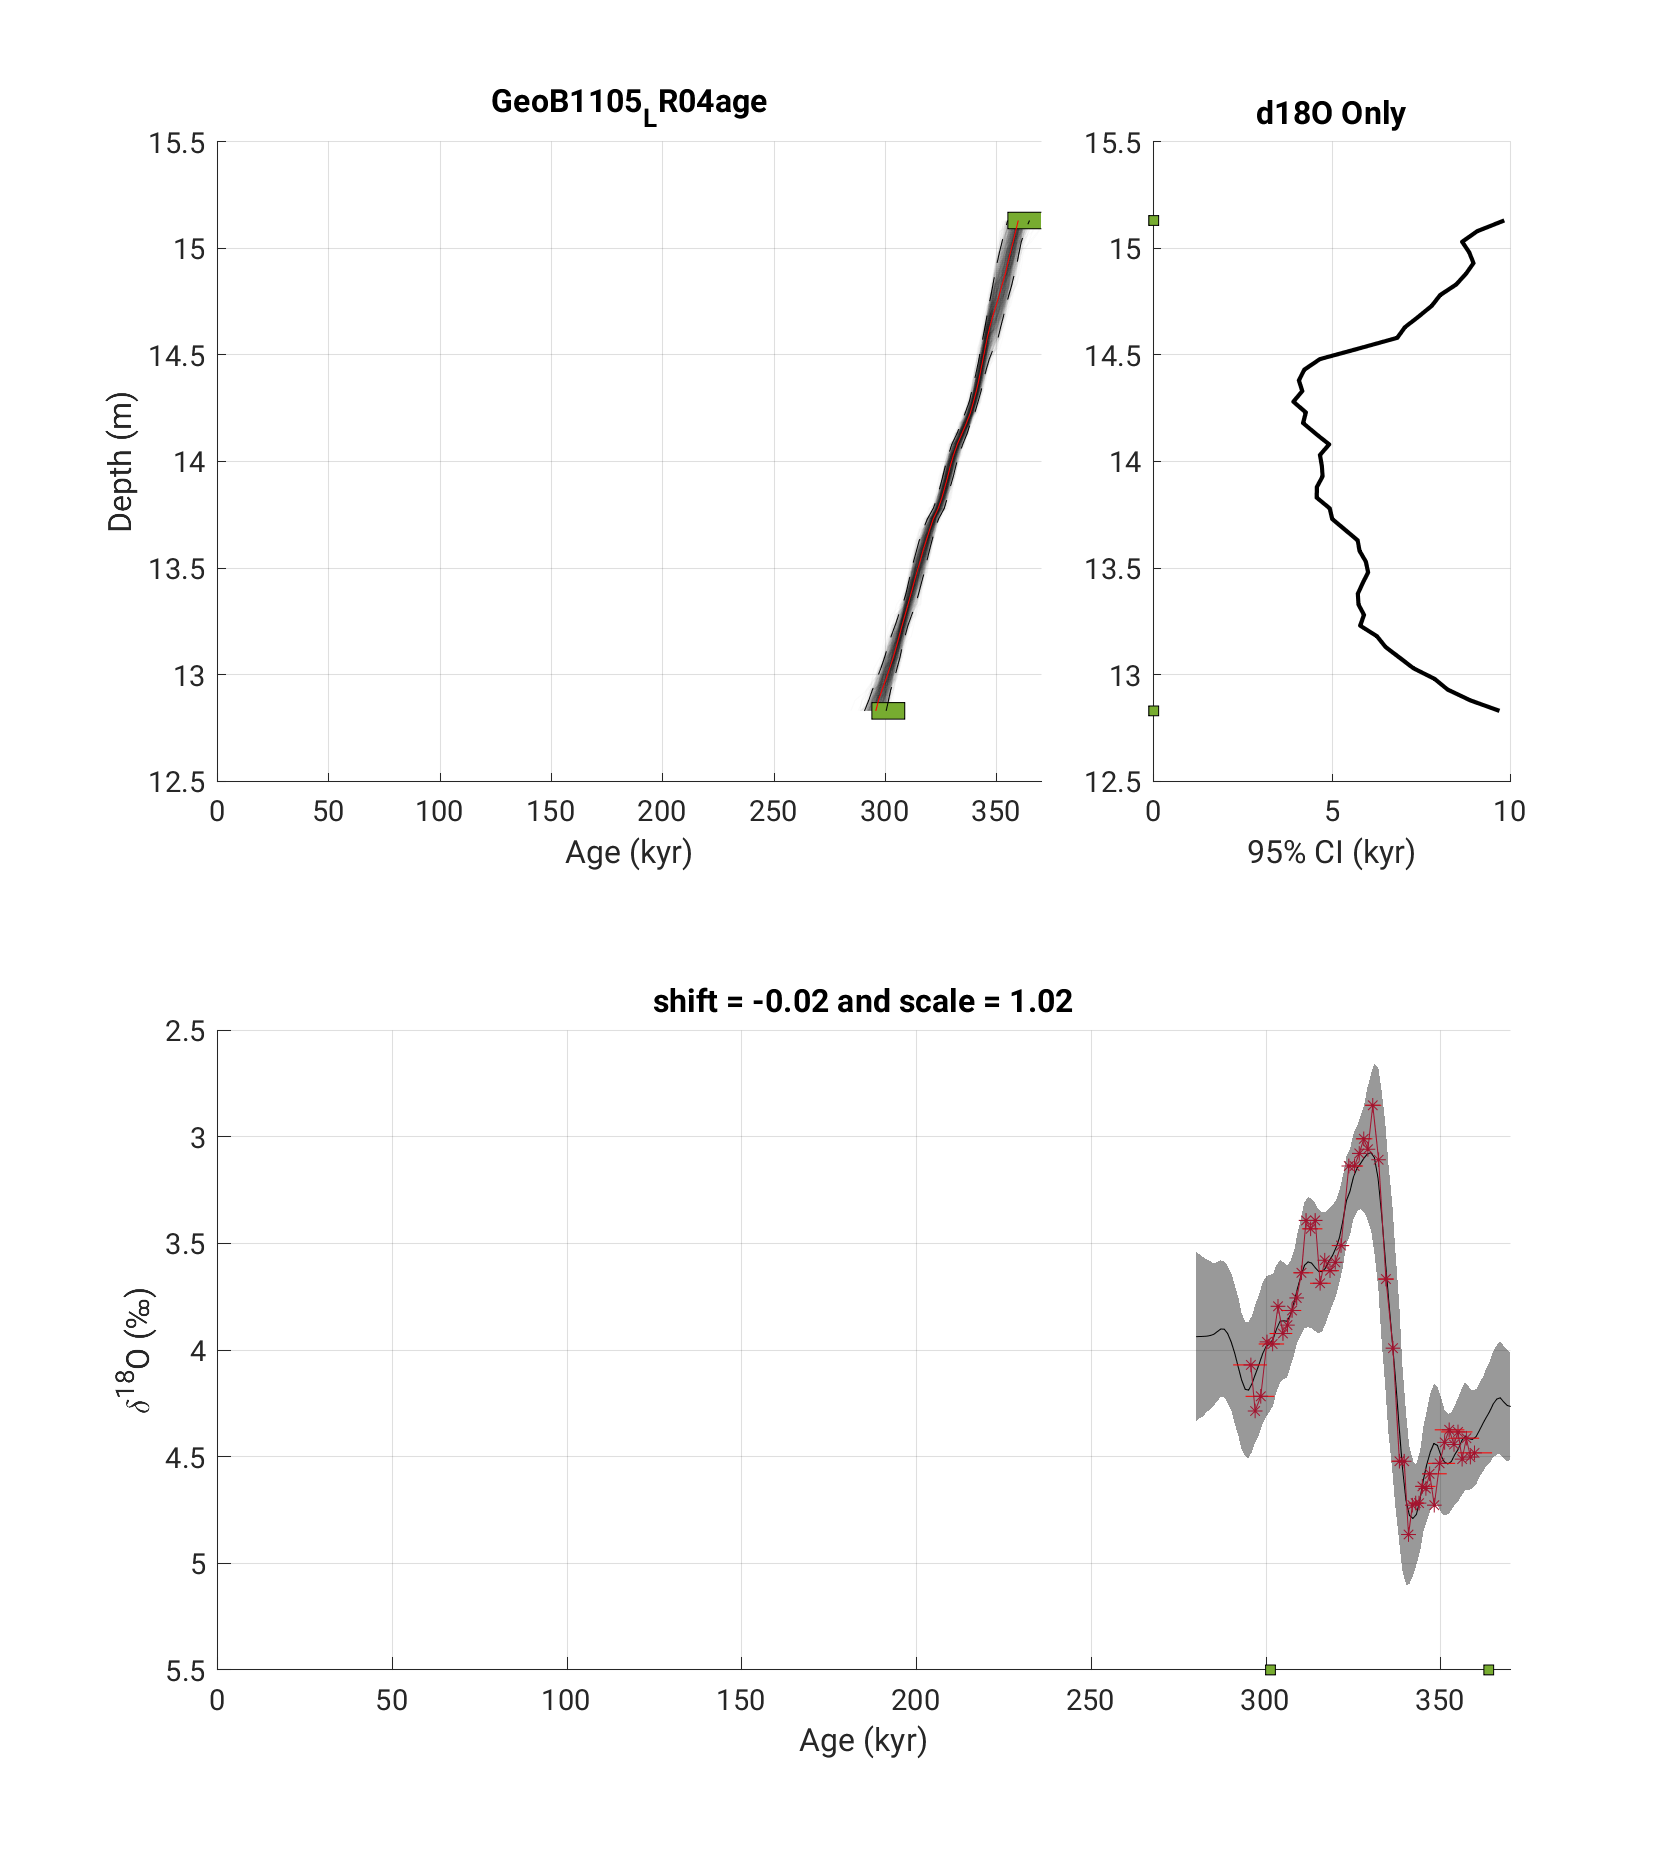 GeoB1105LR04age
15.5
15
14.5
14
13.5
13
12.5
Depth (m)
0 50 100 150 200 250 300 350
Age (kyr)
d18O Only
15.5
15
14.5
14
13.5
13
12.5
0 5 10
95% CI (kyr)
shift = -0.02 and scale = 1.02
2.5
3
3.5
4
4.5
5
5.5
δ18O (‰)
0 50 100 150 200 250 300 350
Age (kyr)